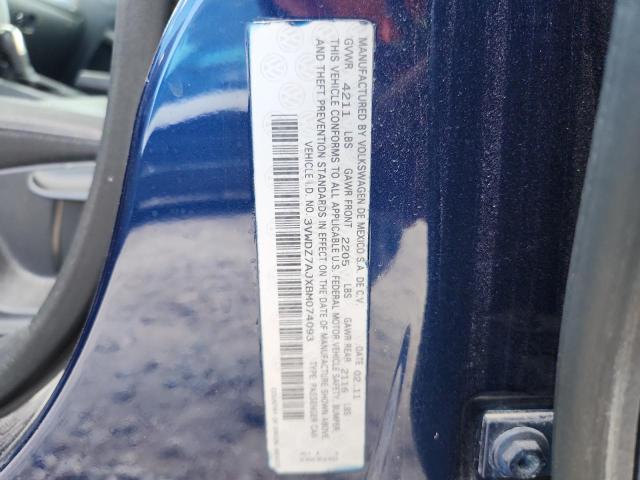 MANUFACTURED BY VOLKSWAGEN DE MEXICO S.A. DE C.V.
GVWR 4211 LBS GAWR FRONT 2205 LBS GAWR REAR 2116 LBS DATE 02.11
THIS VEHICLE CONFORMS TO ALL APPLICABLE U.S. FEDERAL MOTOR VEHICLE SAFETY, BUMPER
AND THEFT PREVENTION STANDARDS IN EFFECT ON THE DATE OF MANUFACTURE SHOWN ABOVE.
VEHICLE I.D. NO. 3VWDZ7AJXBM074093 TYPE: PASSENGER CAR